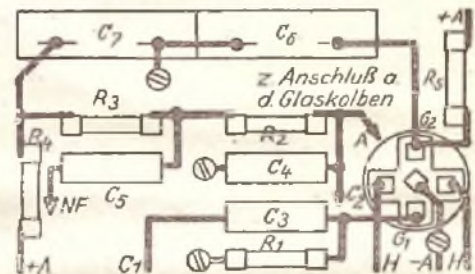 C7
C6
+A
z Anschluß a.
d. Glaskolben
R5
R3
R2
A
G2
R4
C5
C4
C2
NF
C3
G1
+A
C1
R1
H
-A
H